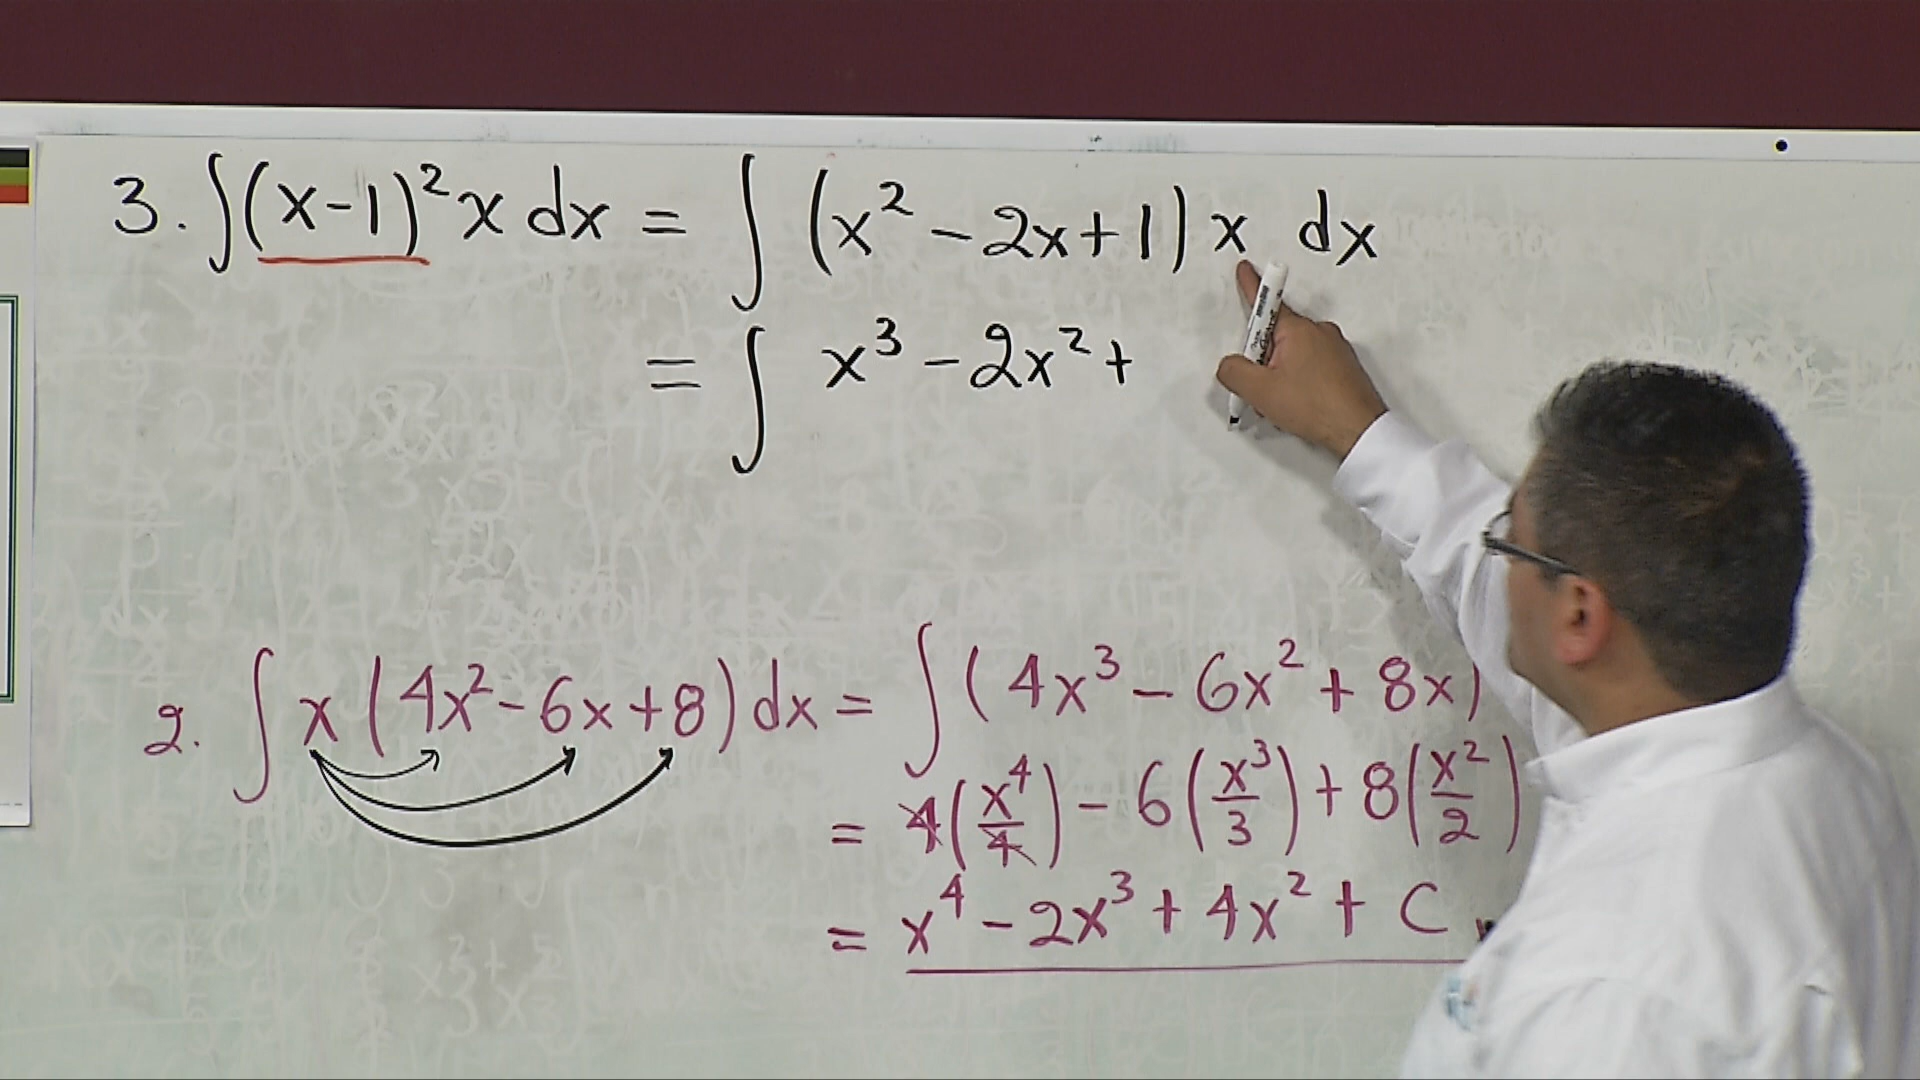 3. ∫(x-1)² x dx = ∫ (x² - 2x + 1) x dx
= ∫ x³ - 2x² +
2. ∫ x (4x² - 6x + 8) dx = ∫ (4x³ - 6x² + 8x)
= 4(x⁴/4) - 6(x³/3) + 8(x²/2)
= x⁴ - 2x³ + 4x² + C